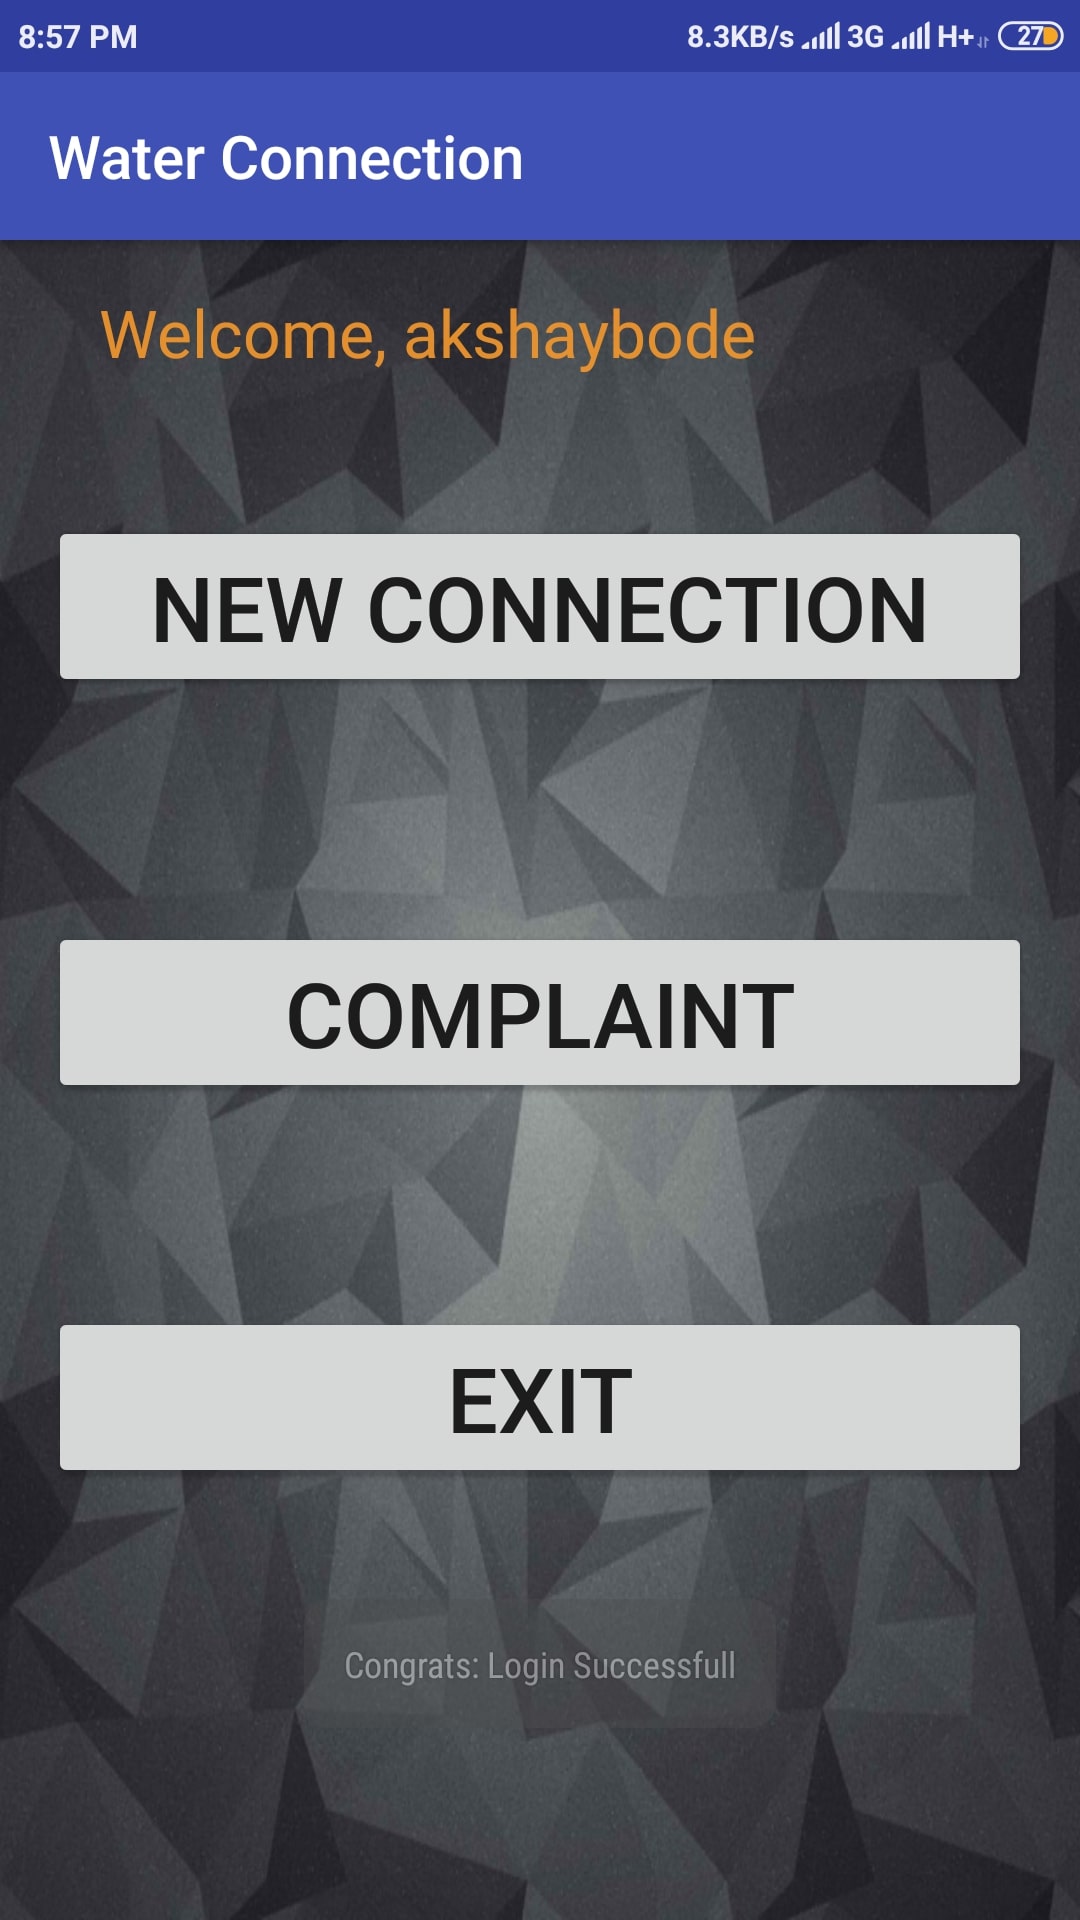 8:57 PM 8.3KB/s 3G H+ 27
Water Connection
Welcome, akshaybode
NEW CONNECTION
COMPLAINT
EXIT
Congrats: Login Successfull